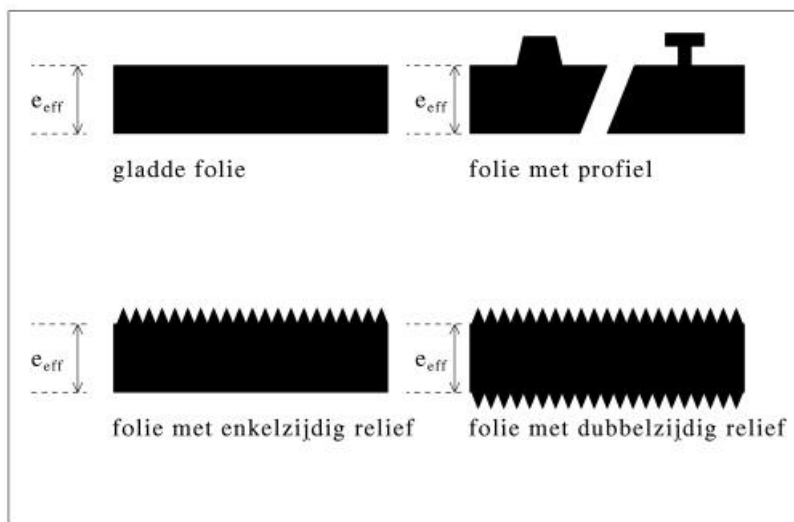 e_eff
e_eff
gladde folie
folie met profiel
e_eff
e_eff
folie met enkelzijdig relief
folie met dubbelzijdig relief